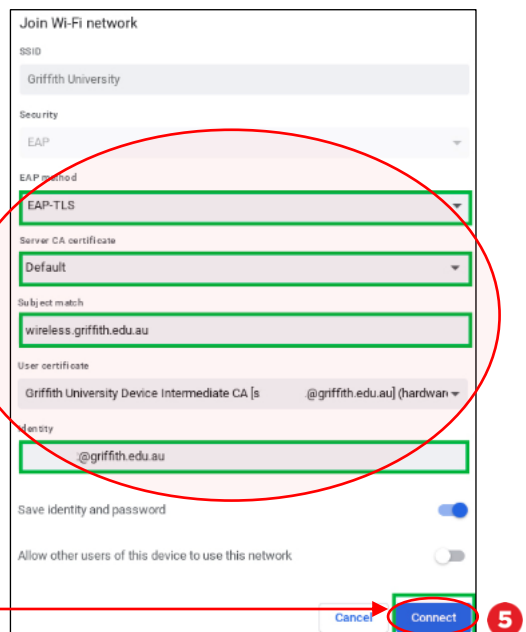 Join Wi-Fi network
SSID
Griffith University
Security
EAP
EAP method
EAP-TLS
Server CA certificate
Default
Subject match
wireless.griffith.edu.au
User certificate
Griffith University Device Intermediate CA [s :@griffith.edu.au] (hardware
Identity
:@griffith.edu.au
Save identity and password
Allow other users of this device to use this network
Cancel Connect 5